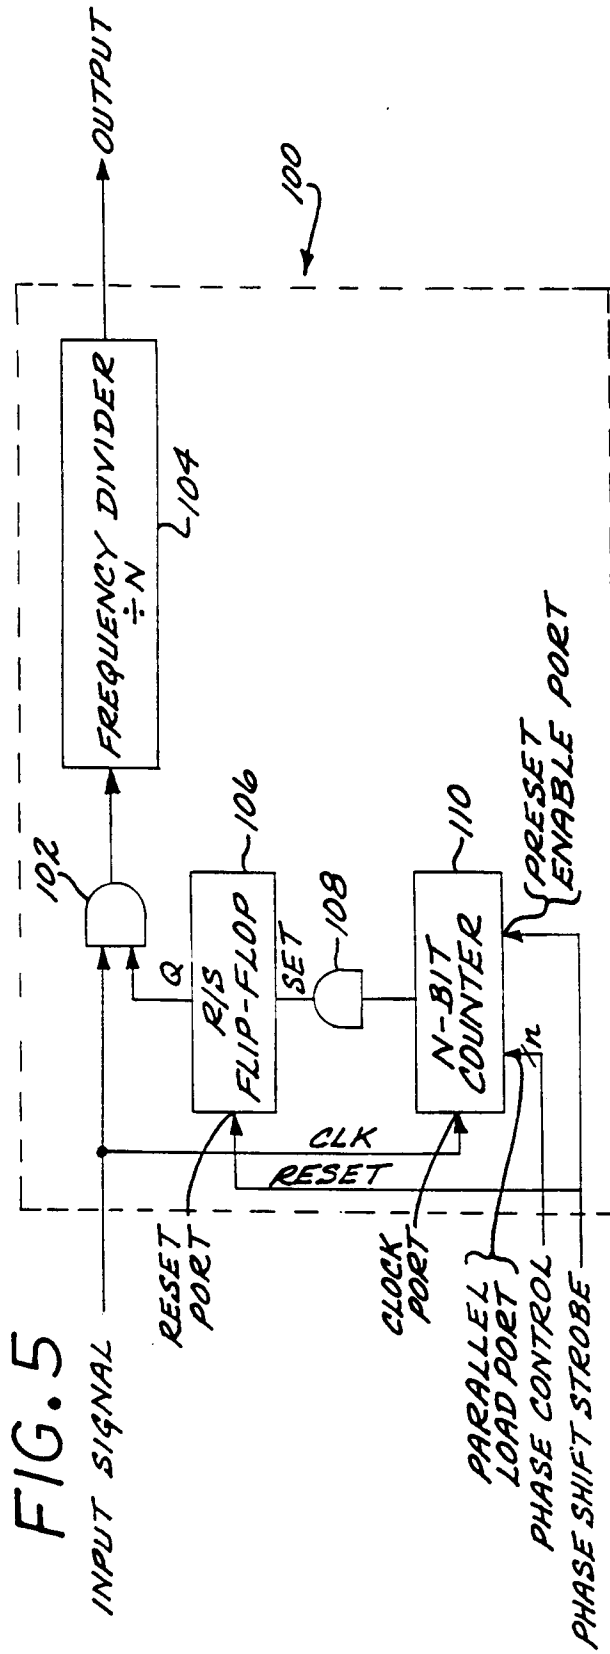 FIG. 5
INPUT SIGNAL
OUTPUT
100
102
FREQUENCY DIVIDER
÷ N
104
Q
R/S
FLIP-FLOP
106
SET
108
N-BIT
COUNTER
110
CLK
RESET
RESET
PORT
CLOCK
PORT
n
PRESET
ENABLE PORT
PARALLEL
LOAD PORT
PHASE CONTROL
PHASE SHIFT STROBE